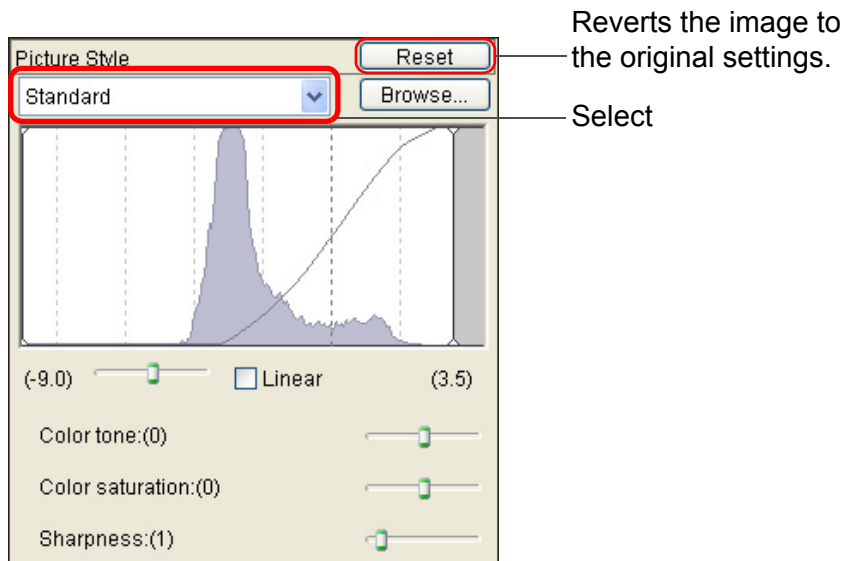 Reverts the image to
the original settings.
Picture Style
Reset
Standard
Browse...
Select
(-9.0)
Linear
(3.5)
Color tone:(0)
Color saturation:(0)
Sharpness:(1)